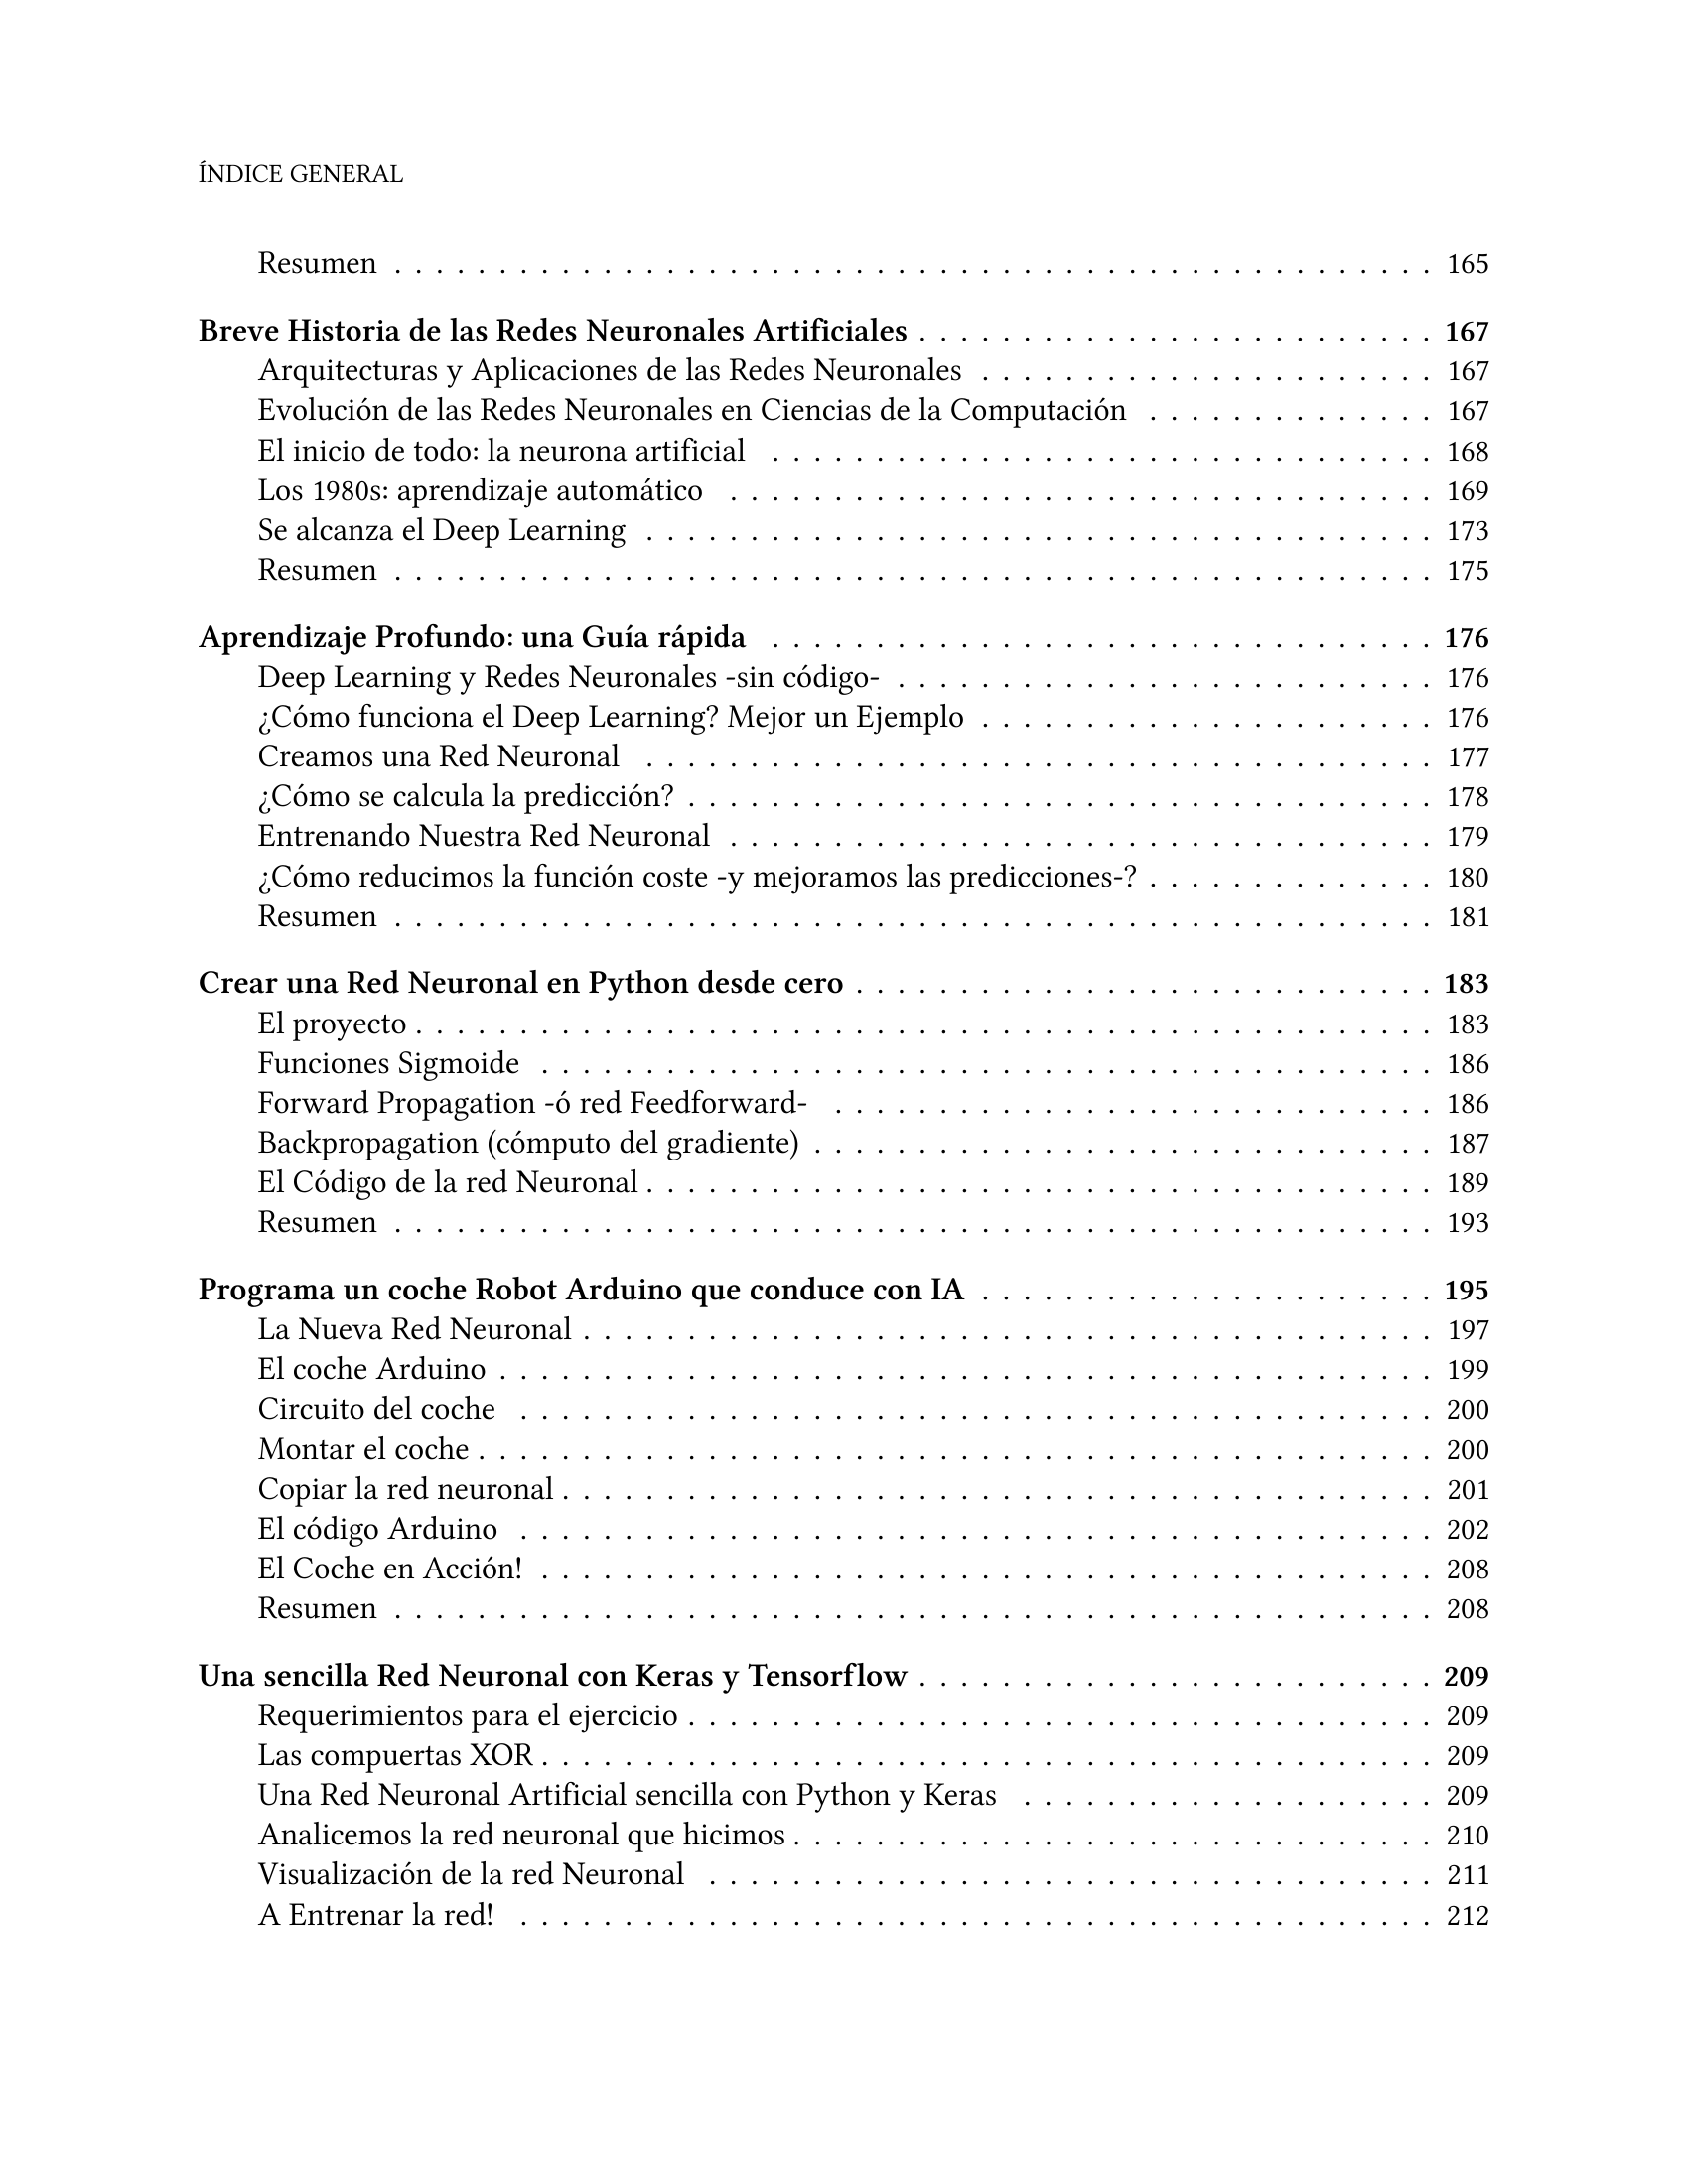 ÍNDICE GENERAL
Resumen . . . . . . . . . . . . . . . . . . . . . . . . . . . . . . . . . . . . . . . . . . . . . . . . . . 165
Breve Historia de las Redes Neuronales Artificiales . . . . . . . . . . . . . . . . . . . . . . . . . 167
Arquitecturas y Aplicaciones de las Redes Neuronales . . . . . . . . . . . . . . . . . . . . . . 167
Evolución de las Redes Neuronales en Ciencias de la Computación . . . . . . . . . . . . . . 167
El inicio de todo: la neurona artificial . . . . . . . . . . . . . . . . . . . . . . . . . . . . . . . . 168
Los 1980s: aprendizaje automático . . . . . . . . . . . . . . . . . . . . . . . . . . . . . . . . . . 169
Se alcanza el Deep Learning . . . . . . . . . . . . . . . . . . . . . . . . . . . . . . . . . . . . . . 173
Resumen . . . . . . . . . . . . . . . . . . . . . . . . . . . . . . . . . . . . . . . . . . . . . . . . . . 175
Aprendizaje Profundo: una Guía rápida . . . . . . . . . . . . . . . . . . . . . . . . . . . . . . . . 176
Deep Learning y Redes Neuronales -sin código- . . . . . . . . . . . . . . . . . . . . . . . . . . 176
¿Cómo funciona el Deep Learning? Mejor un Ejemplo . . . . . . . . . . . . . . . . . . . . . . 176
Creamos una Red Neuronal . . . . . . . . . . . . . . . . . . . . . . . . . . . . . . . . . . . . . . 177
¿Cómo se calcula la predicción? . . . . . . . . . . . . . . . . . . . . . . . . . . . . . . . . . . . . 178
Entrenando Nuestra Red Neuronal . . . . . . . . . . . . . . . . . . . . . . . . . . . . . . . . . . 179
¿Cómo reducimos la función coste -y mejoramos las predicciones-? . . . . . . . . . . . . . . 180
Resumen . . . . . . . . . . . . . . . . . . . . . . . . . . . . . . . . . . . . . . . . . . . . . . . . . . 181
Crear una Red Neuronal en Python desde cero . . . . . . . . . . . . . . . . . . . . . . . . . . . . 183
El proyecto . . . . . . . . . . . . . . . . . . . . . . . . . . . . . . . . . . . . . . . . . . . . . . . . . 183
Funciones Sigmoide . . . . . . . . . . . . . . . . . . . . . . . . . . . . . . . . . . . . . . . . . . . 186
Forward Propagation -ó red Feedforward- . . . . . . . . . . . . . . . . . . . . . . . . . . . . . 186
Backpropagation (cómputo del gradiente) . . . . . . . . . . . . . . . . . . . . . . . . . . . . . . 187
El Código de la red Neuronal . . . . . . . . . . . . . . . . . . . . . . . . . . . . . . . . . . . . . . 189
Resumen . . . . . . . . . . . . . . . . . . . . . . . . . . . . . . . . . . . . . . . . . . . . . . . . . . 193
Programa un coche Robot Arduino que conduce con IA . . . . . . . . . . . . . . . . . . . . . . 195
La Nueva Red Neuronal . . . . . . . . . . . . . . . . . . . . . . . . . . . . . . . . . . . . . . . . . 197
El coche Arduino . . . . . . . . . . . . . . . . . . . . . . . . . . . . . . . . . . . . . . . . . . . . . 199
Circuito del coche . . . . . . . . . . . . . . . . . . . . . . . . . . . . . . . . . . . . . . . . . . . . 200
Montar el coche . . . . . . . . . . . . . . . . . . . . . . . . . . . . . . . . . . . . . . . . . . . . . . 200
Copiar la red neuronal . . . . . . . . . . . . . . . . . . . . . . . . . . . . . . . . . . . . . . . . . . 201
El código Arduino . . . . . . . . . . . . . . . . . . . . . . . . . . . . . . . . . . . . . . . . . . . . 202
El Coche en Acción! . . . . . . . . . . . . . . . . . . . . . . . . . . . . . . . . . . . . . . . . . . . 208
Resumen . . . . . . . . . . . . . . . . . . . . . . . . . . . . . . . . . . . . . . . . . . . . . . . . . . 208
Una sencilla Red Neuronal con Keras y Tensorflow . . . . . . . . . . . . . . . . . . . . . . . . . 209
Requerimientos para el ejercicio . . . . . . . . . . . . . . . . . . . . . . . . . . . . . . . . . . . . 209
Las compuertas XOR . . . . . . . . . . . . . . . . . . . . . . . . . . . . . . . . . . . . . . . . . . . 209
Una Red Neuronal Artificial sencilla con Python y Keras . . . . . . . . . . . . . . . . . . . . 209
Analicemos la red neuronal que hicimos . . . . . . . . . . . . . . . . . . . . . . . . . . . . . . . 210
Visualización de la red Neuronal . . . . . . . . . . . . . . . . . . . . . . . . . . . . . . . . . . . 211
A Entrenar la red! . . . . . . . . . . . . . . . . . . . . . . . . . . . . . . . . . . . . . . . . . . . . 212